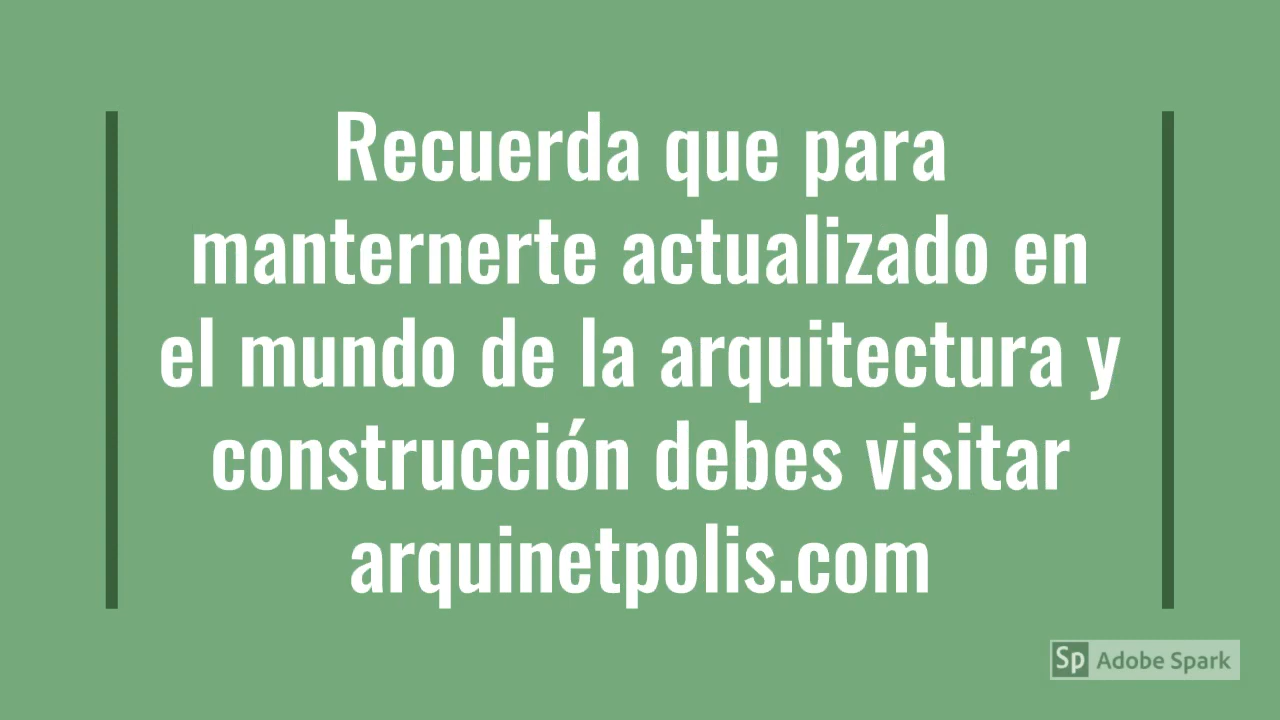 Recuerda que para
manternerte actualizado en
el mundo de la arquitectura y
construcción debes visitar
arquinetpolis.com
Sp Adobe Spark